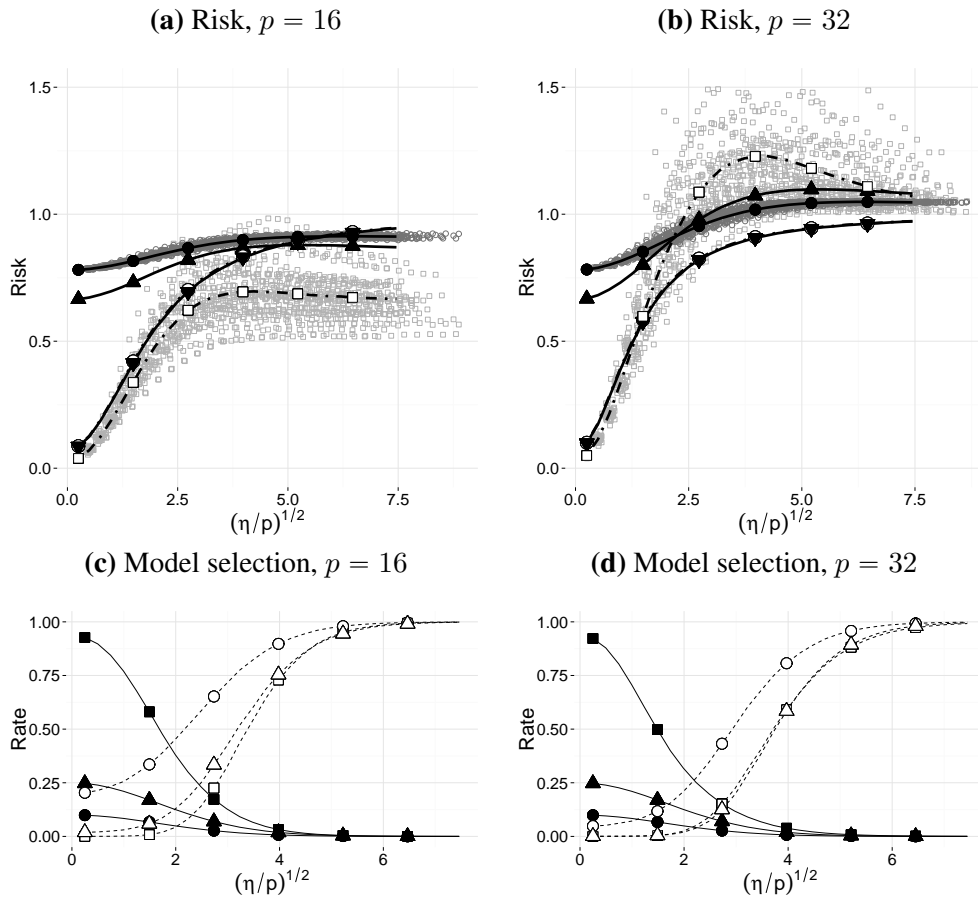 (a) Risk, p = 16
(b) Risk, p = 32
Risk
1.5
1.0
0.5
0.0
0.0
2.5
5.0
7.5
(η/p)^1/2
Risk
1.5
1.0
0.5
0.0
0.0
2.5
5.0
7.5
(η/p)^1/2
(c) Model selection, p = 16
(d) Model selection, p = 32
Rate
1.00
0.75
0.50
0.25
0.00
0
2
4
6
(η/p)^1/2
Rate
1.00
0.75
0.50
0.25
0.00
0
2
4
6
(η/p)^1/2